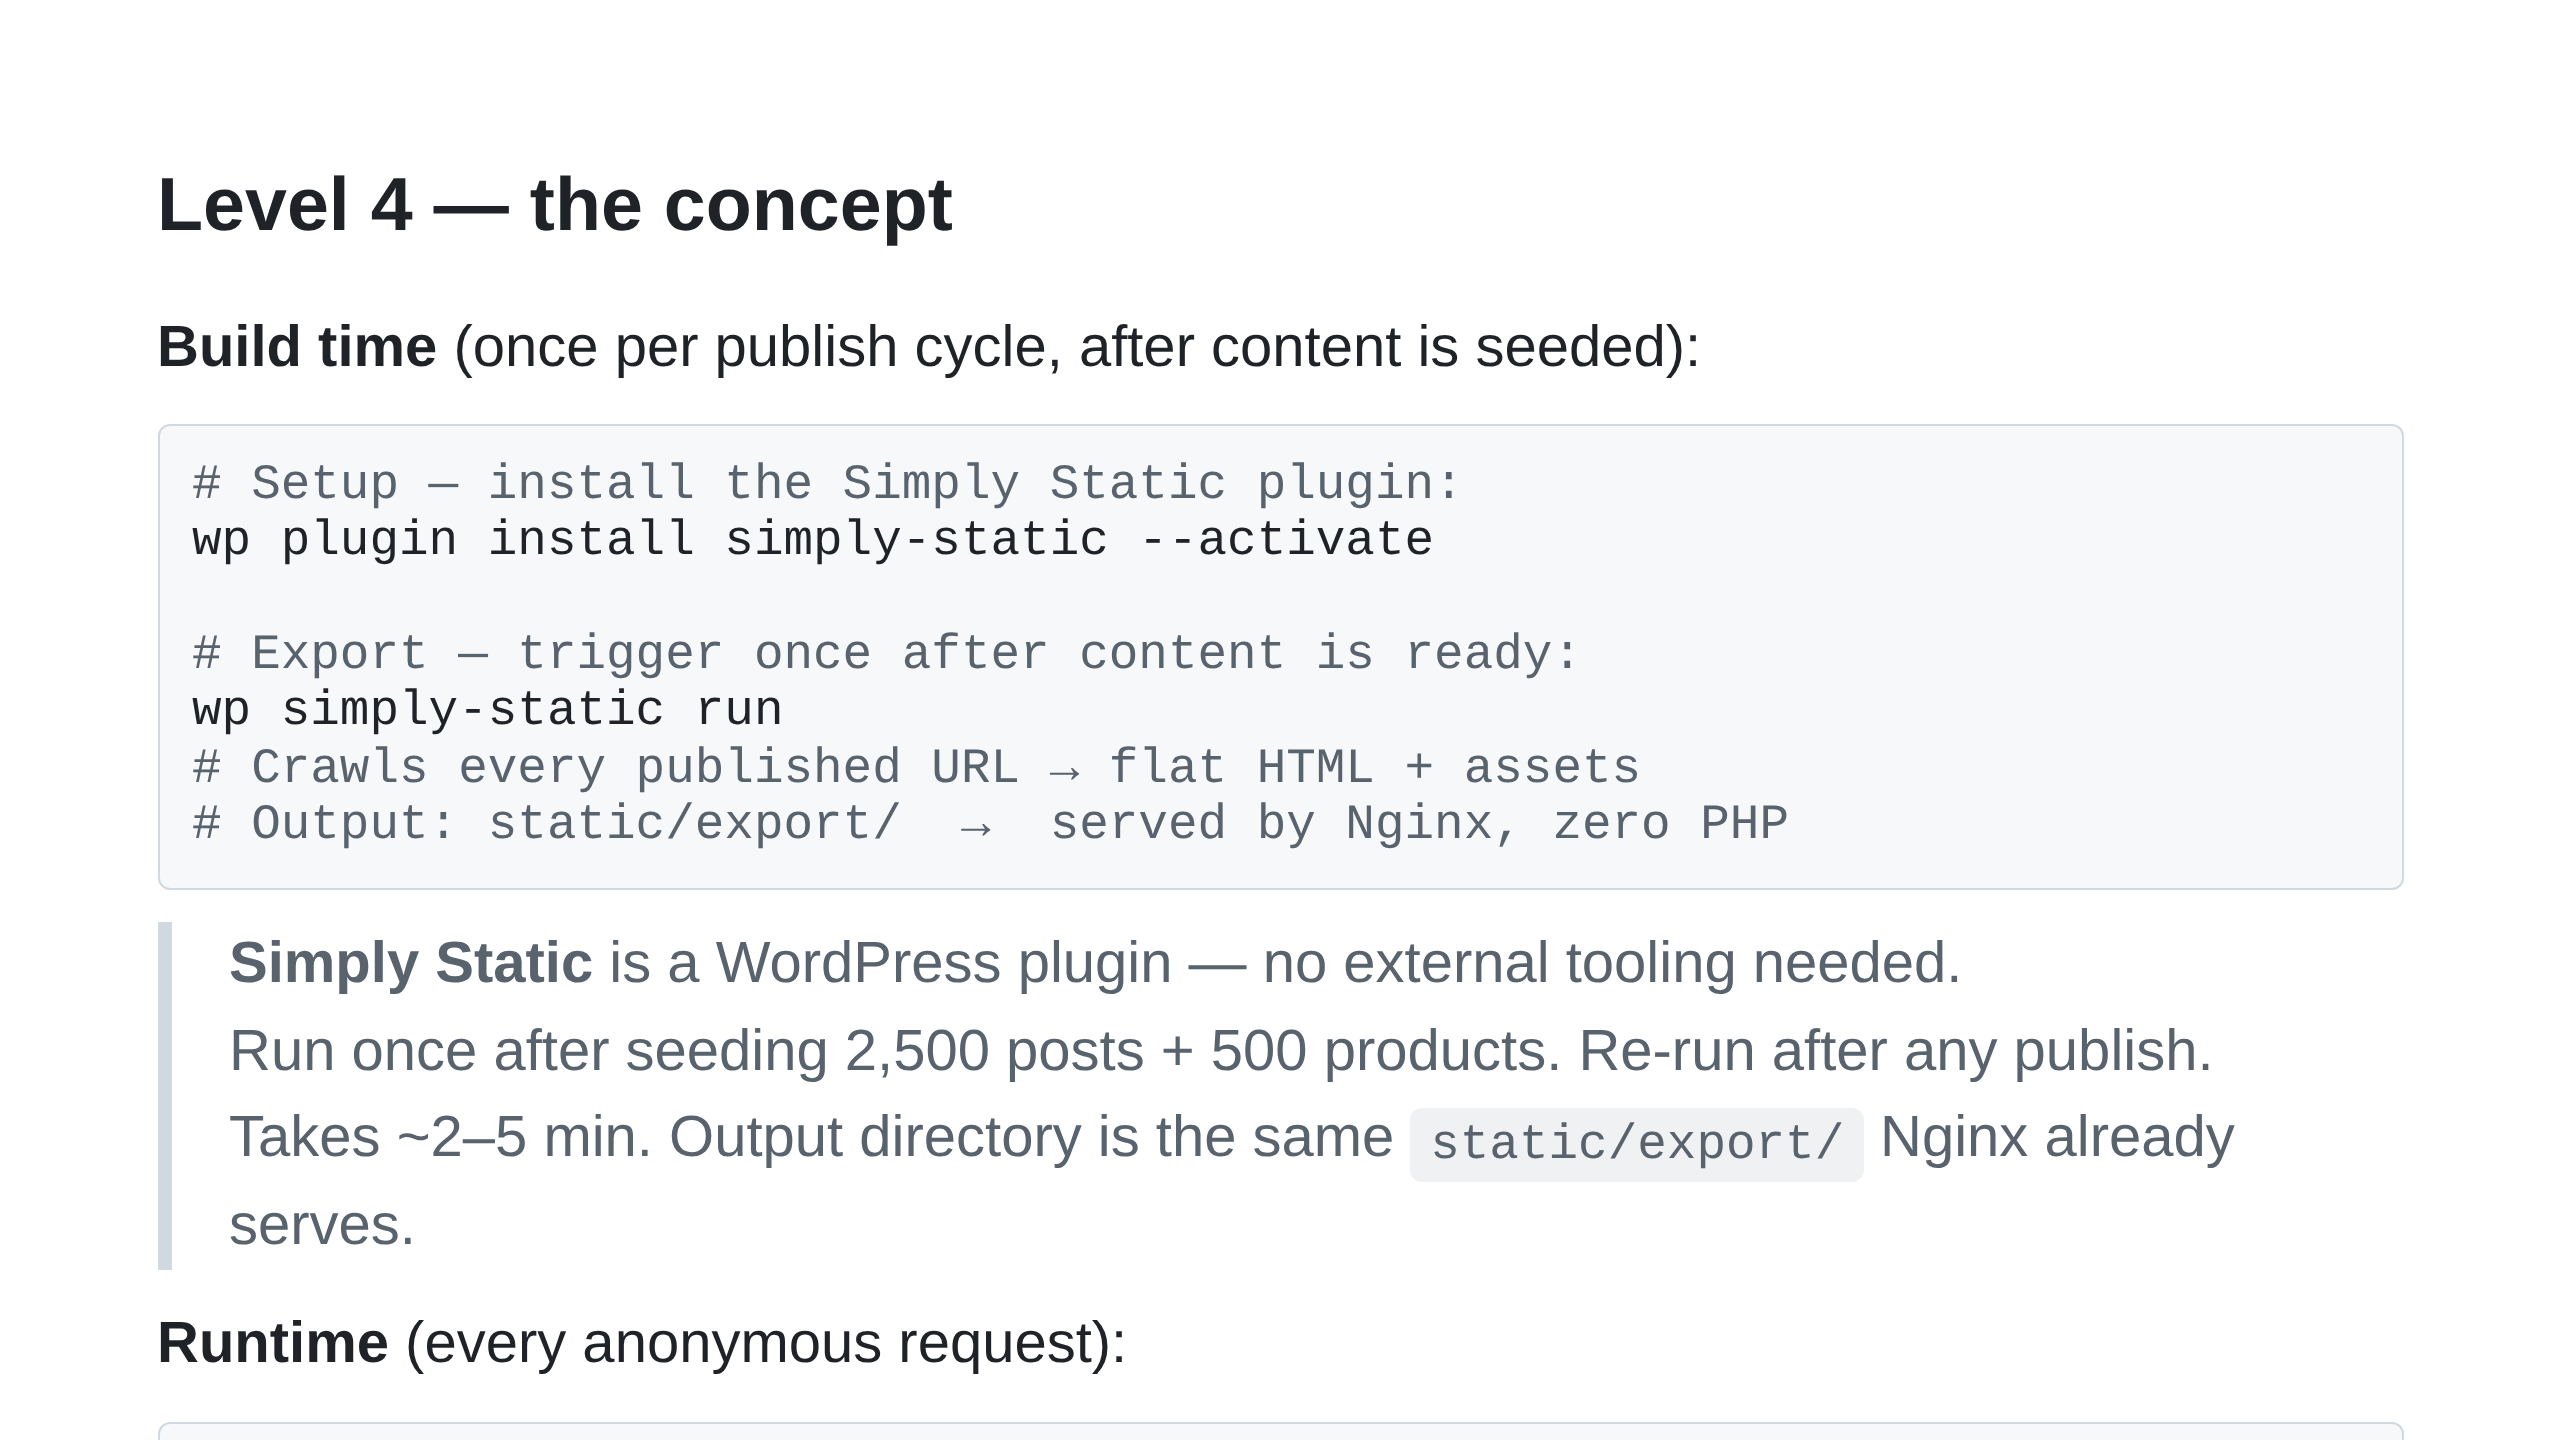 Level 4 — the concept
Build time (once per publish cycle, after content is seeded):
# Setup — install the Simply Static plugin:
wp plugin install simply-static --activate
# Export — trigger once after content is ready:
wp simply-static run
# Crawls every published URL → flat HTML + assets
# Output: static/export/  →  served by Nginx, zero PHP
Simply Static is a WordPress plugin — no external tooling needed.
Run once after seeding 2,500 posts + 500 products. Re-run after any publish.
Takes ~2–5 min. Output directory is the same static/export/ Nginx already
serves.
Runtime (every anonymous request):